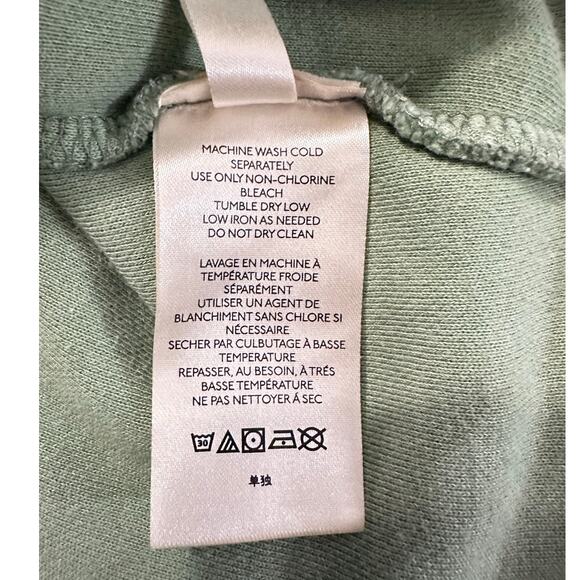 MACHINE WASH COLD
SEPARATELY
USE ONLY NON-CHLORINE
BLEACH
TUMBLE DRY LOW
LOW IRON AS NEEDED
DO NOT DRY CLEAN
LAVAGE EN MACHINE À
TEMPÉRATURE FROIDE
SÉPARÉMENT
UTILISER UN AGENT DE
BLANCHIMENT SANS CHLORE SI
NÉCESSAIRE
SECHER PAR CULBUTAGE À BASSE
TEMPERATURE
REPASSER, AU BESOIN, À TRÉS
BASSE TEMPÉRATURE
NE PAS NETTOYER Á SEC
30
单独